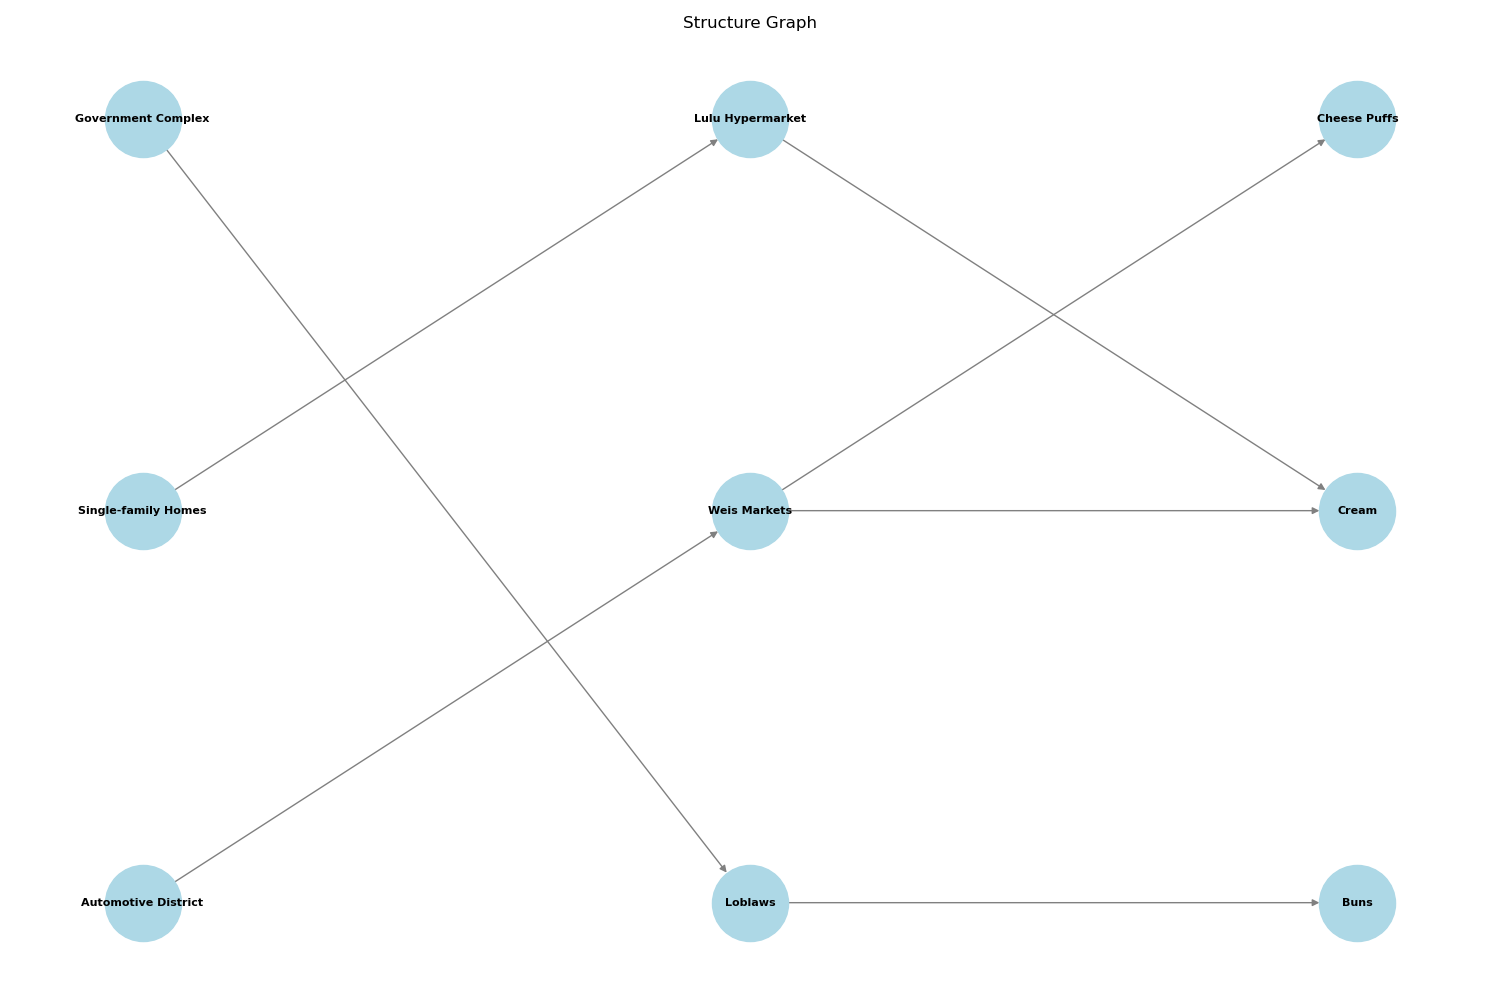 Structure Graph
Government Complex
Lulu Hypermarket
Cheese Puffs
Single-family Homes
Weis Markets
Cream
Automotive District
Loblaws
Buns